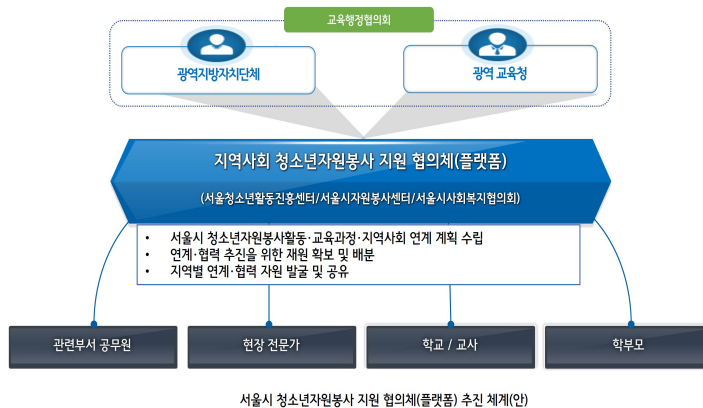 교육행정협의회
광역지방자치단체
광역 교육청
지역사회 청소년자원봉사 지원 협의체(플랫폼)
(서울청소년활동진흥센터/서울시자원봉사센터/서울시사회복지협의회)
• 서울시 청소년자원봉사활동·교육과정·지역사회 연계 계획 수립
• 연계·협력 추진을 위한 재원 확보 및 배분
• 지역별 연계·협력 자원 발굴 및 공유
관련부서 공무원
현장 전문가
학교 / 교사
학부모
서울시 청소년자원봉사 지원 협의체(플랫폼) 추진 체계(안)